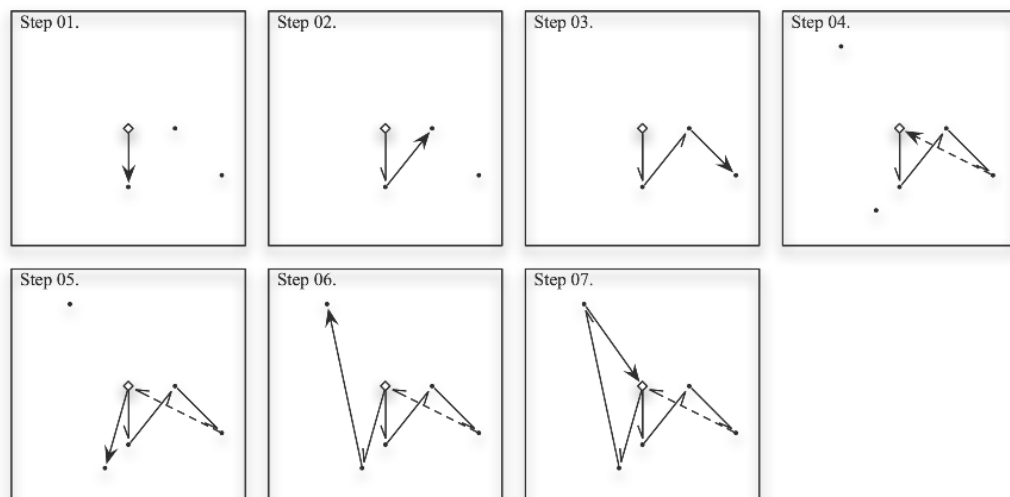 Step 01.
Step 02.
Step 03.
Step 04.
Step 05.
Step 06.
Step 07.